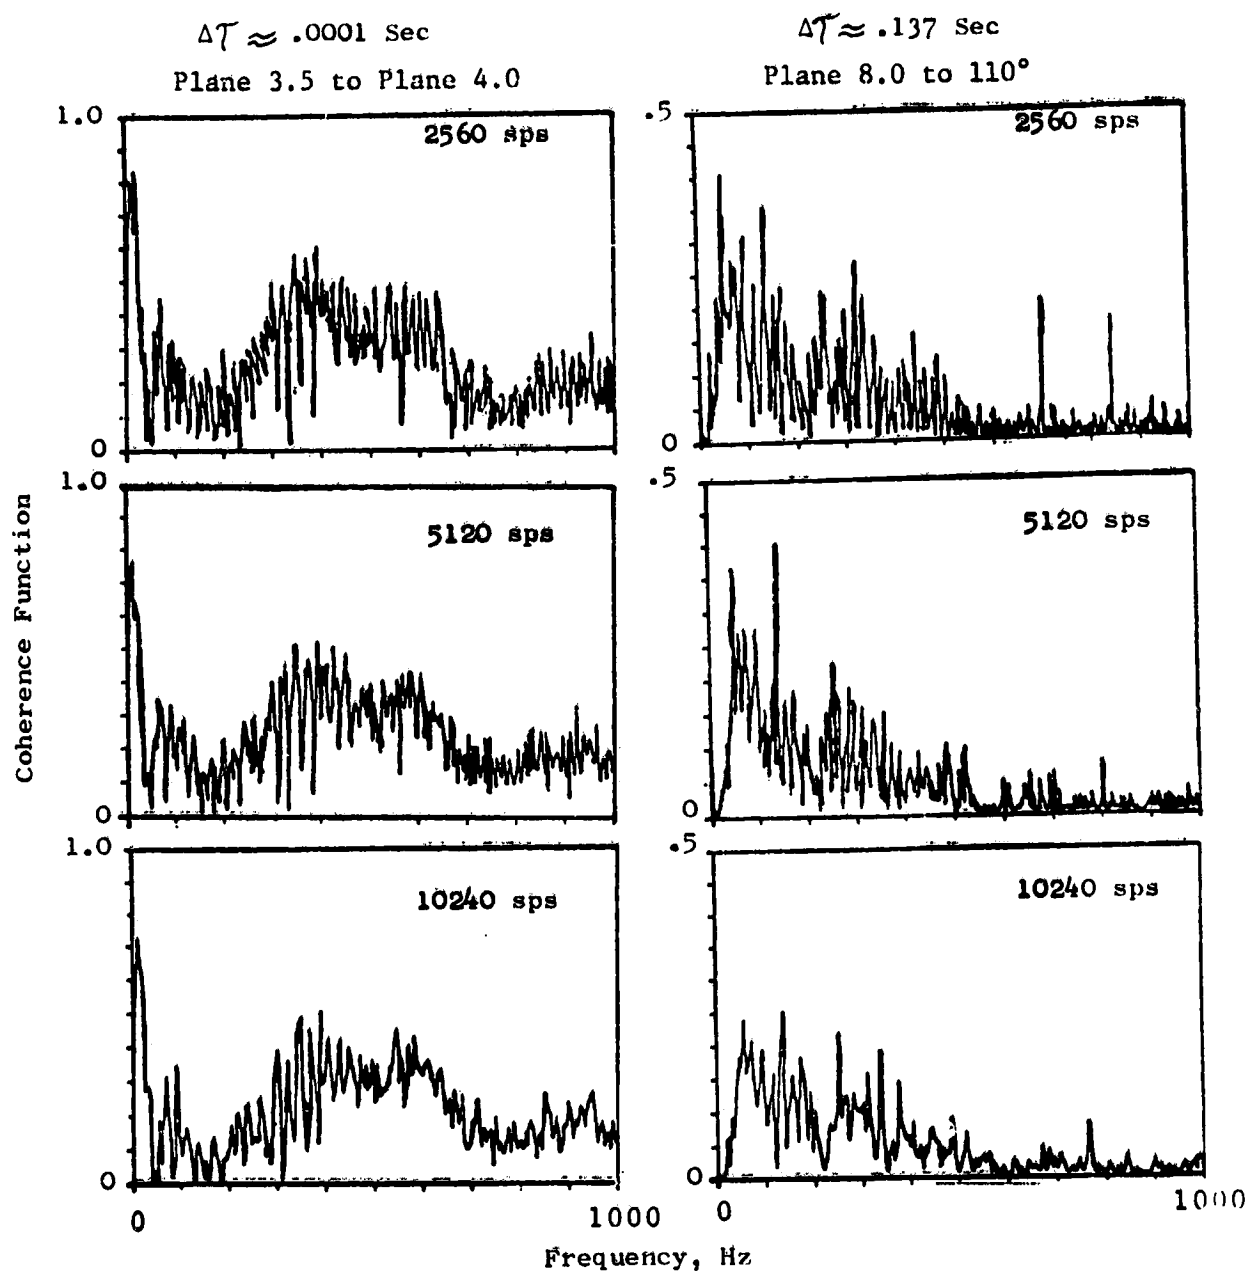 Δτ ≈ .0001 Sec
Plane 3.5 to Plane 4.0
Δτ ≈ .137 Sec
Plane 8.0 to 110°
1.0
2560 sps
0
.5
2560 sps
0
1.0
5120 sps
0
.5
5120 sps
0
1.0
10240 sps
0
.5
10240 sps
0
Coherence Function
0
1000
0
1000
Frequency, Hz